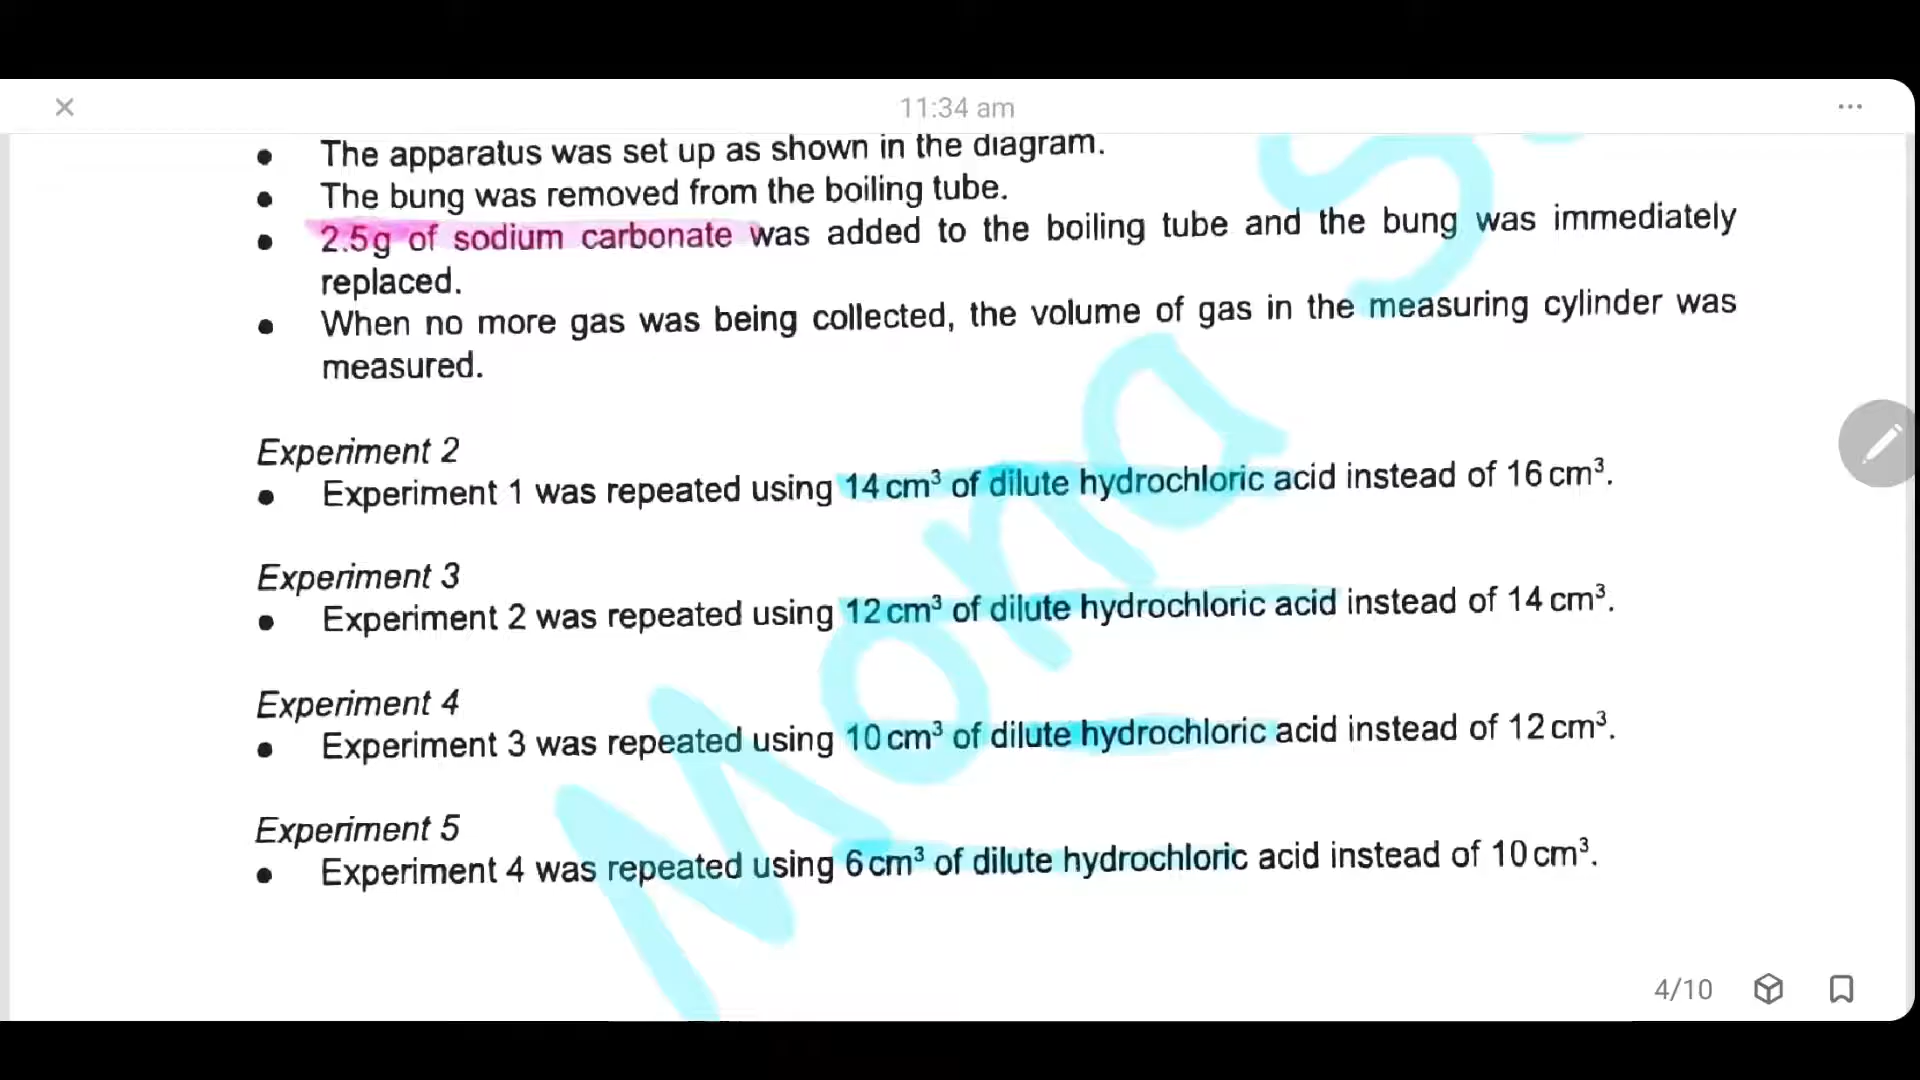 11:34 am
The apparatus was set up as shown in the diagram.
The bung was removed from the boiling tube.
2.5g of sodium carbonate was added to the boiling tube and the bung was immediately
replaced.
When no more gas was being collected, the volume of gas in the measuring cylinder was
measured.
Experiment 2
Experiment 1 was repeated using 14 cm³ of dilute hydrochloric acid instead of 16 cm³.
Experiment 3
Experiment 2 was repeated using 12 cm³ of dilute hydrochloric acid instead of 14 cm³.
Experiment 4
Experiment 3 was repeated using 10 cm³ of dilute hydrochloric acid instead of 12 cm³.
Experiment 5
Experiment 4 was repeated using 6 cm³ of dilute hydrochloric acid instead of 10 cm³.
Mona
4/10